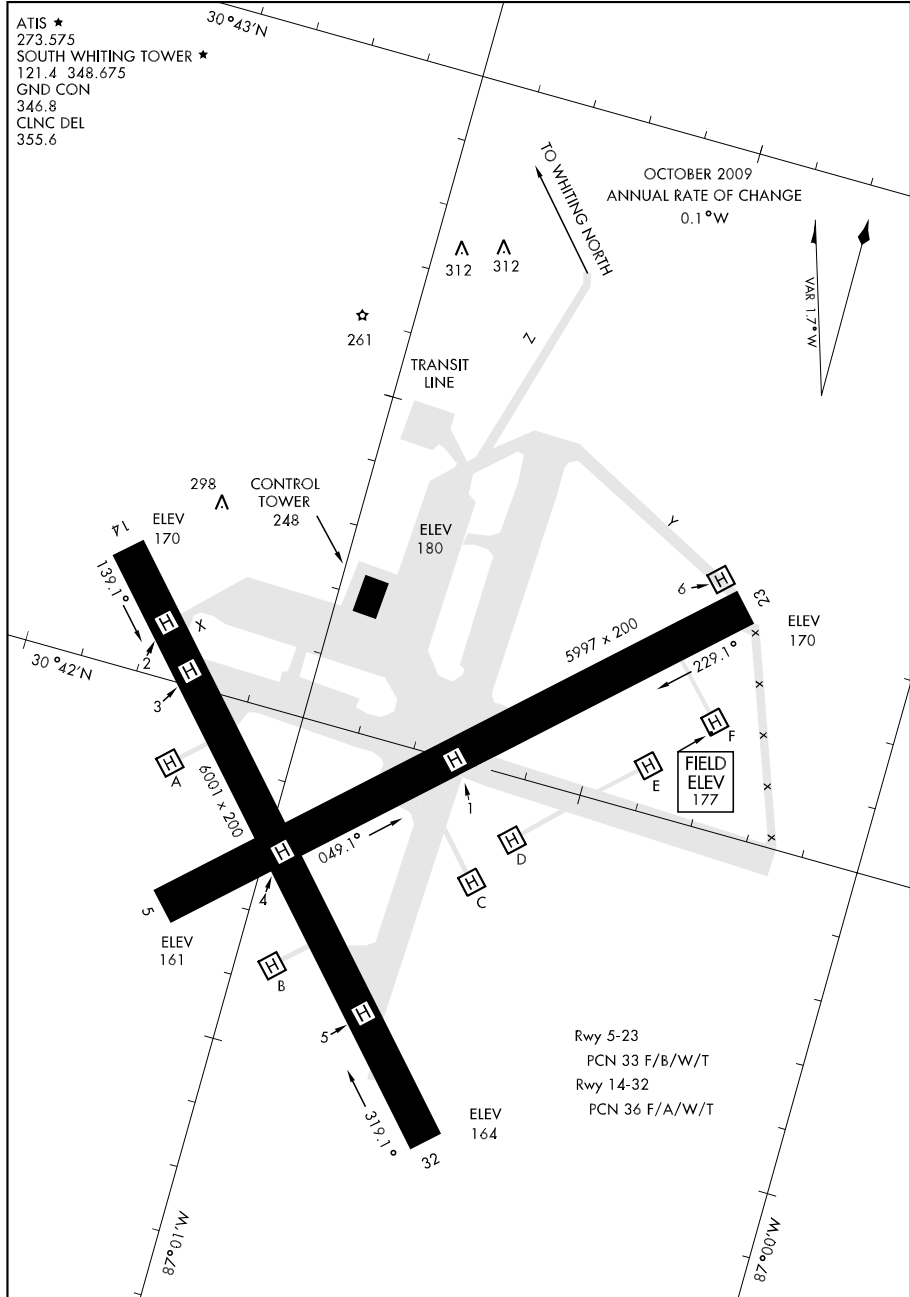 ATIS ★
273.575
SOUTH WHITING TOWER ★
121.4 348.675
GND CON
346.8
CLNC DEL
355.6
30°43'N
TO WHITING NORTH
OCTOBER 2009
ANNUAL RATE OF CHANGE
0.1°W
VAR 1.7°W
312
312
261
Z
TRANSIT
LINE
298
CONTROL
TOWER
248
ELEV
180
14
ELEV
170
139.1°
Y
H
6
23
ELEV
170
H
X
2
30°42'N
H
3
5997 x 200
229.1°
x
x
x
x
H
F
FIELD
ELEV
177
H
A
6001 x 200
H
1
H
E
049.1°
H
4
H
D
H
C
5
ELEV
161
H
B
H
5
Rwy 5-23
PCN 33 F/B/W/T
Rwy 14-32
PCN 36 F/A/W/T
319.1°
ELEV
164
32
87°01'W
87°00'W